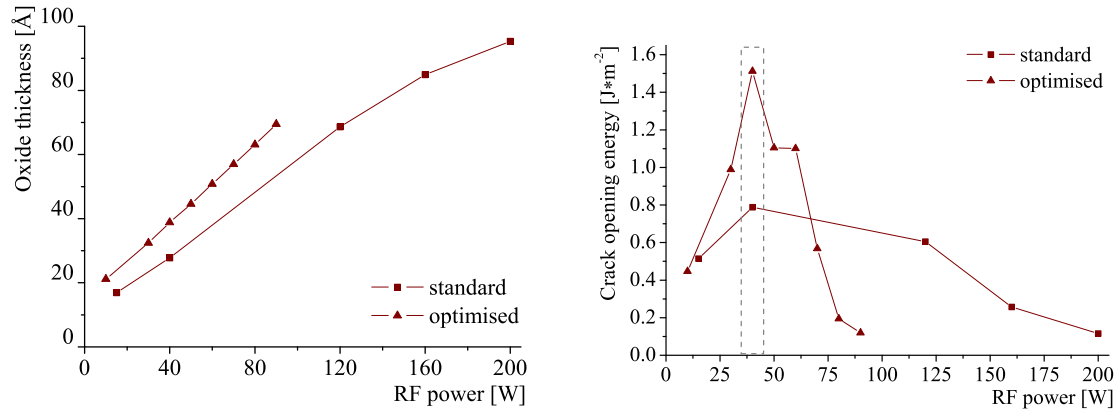 Oxide thickness [Å]
100
80
60
40
20
0
0 40 80 120 160 200
RF power [W]
standard
optimised
Crack opening energy [J∗m-2]
1.6
1.4
1.2
1.0
0.8
0.6
0.4
0.2
0.0
0 25 50 75 100 125 150 175 200
RF power [W]
standard
optimised